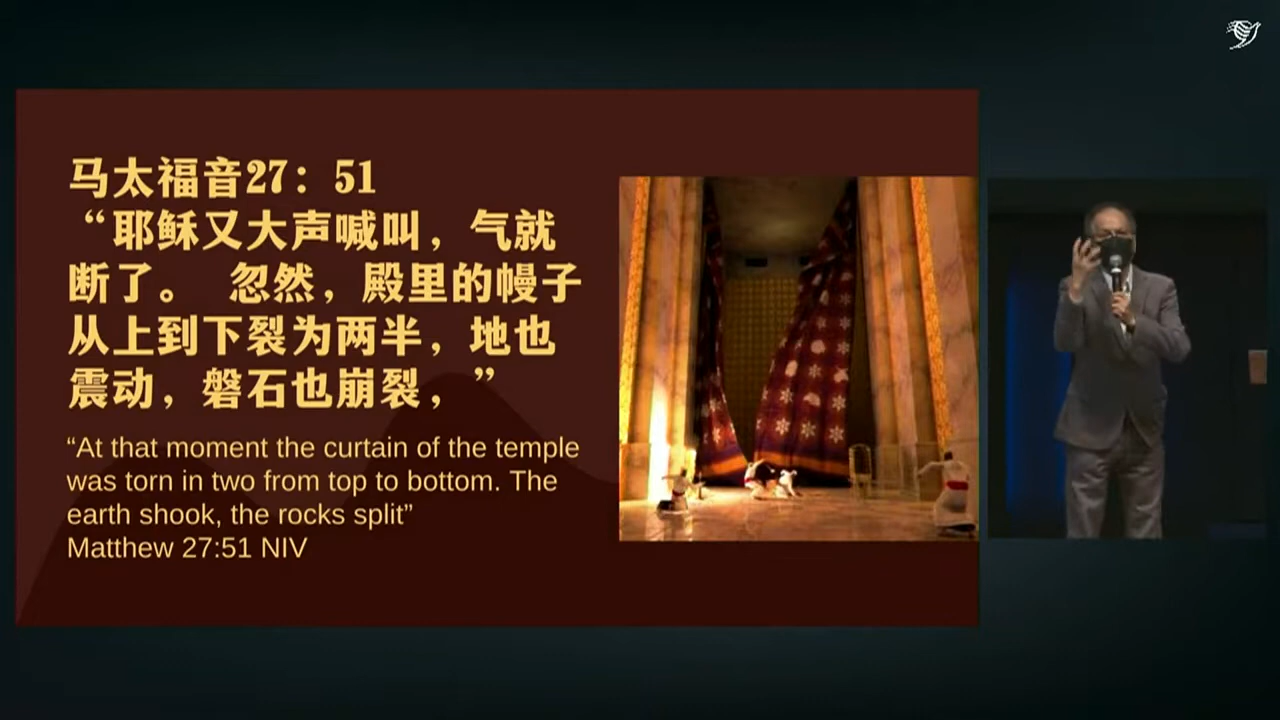 马太福音27：51
“耶稣又大声喊叫，气就
断了。 忽然，殿里的幔子
从上到下裂为两半，地也
震动，磐石也崩裂，”
“At that moment the curtain of the temple
was torn in two from top to bottom. The
earth shook, the rocks split”
Matthew 27:51 NIV